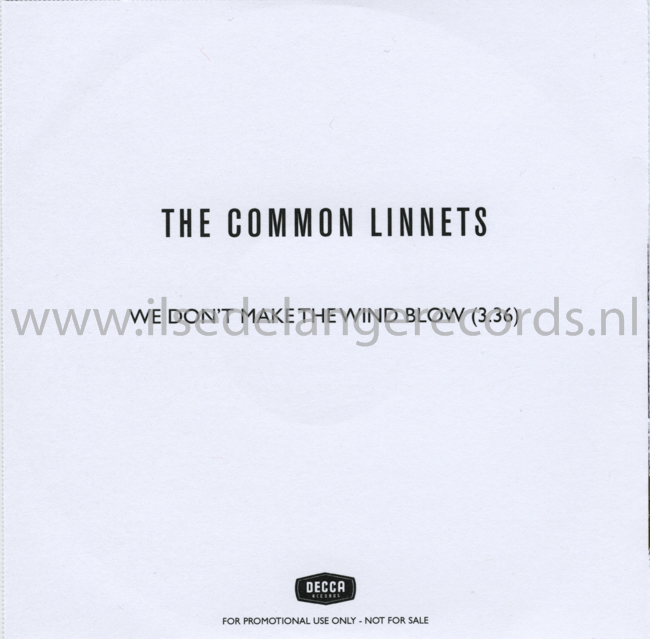 THE COMMON LINNETS
WE DON'T MAKE THE WIND BLOW (3.36)
www.ilsedelangerecords.nl
DECCA
RECORDS
FOR PROMOTIONAL USE ONLY - NOT FOR SALE